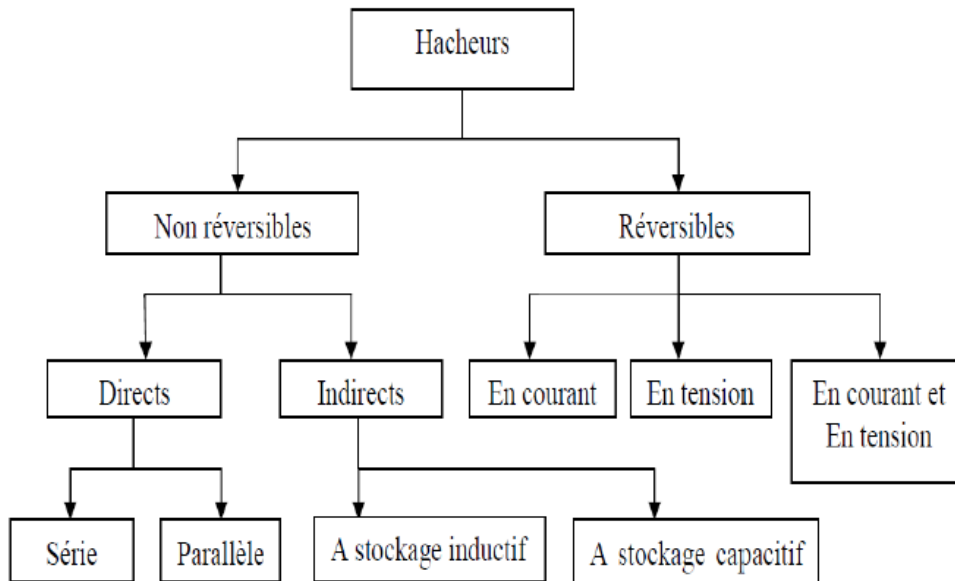 Hacheurs
Non réversibles
Réversibles
Directs
Indirects
En courant
En tension
En courant et
En tension
Série
Parallèle
A stockage inductif
A stockage capacitif